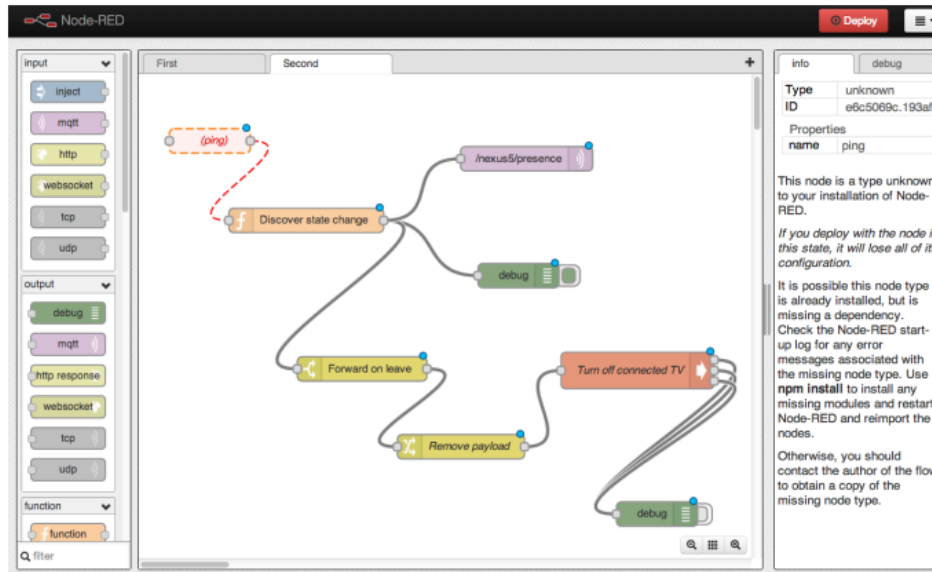 Node-RED
Deploy
input
inject
mqtt
http
websocket
tcp
udp
output
debug
mqtt
http response
websocket
tcp
udp
function
function
filter
First
Second
(ping)
/nexus5/presence
Discover state change
debug
Forward on leave
Turn off connected TV
Remove payload
debug
info
debug
Type unknown
ID e6c5069c.193af
Properties
name ping
This node is a type unknown
to your installation of Node-
RED.
If you deploy with the node
this state, it will lose all of
configuration.
It is possible this node type
is already installed, but is
missing a dependency.
Check the Node-RED start-
up log for any error
messages associated with
the missing node type. Use
npm install to install any
missing modules and restart
Node-RED and reimport the
nodes.
Otherwise, you should
contact the author of the flow
to obtain a copy of the
missing node type.